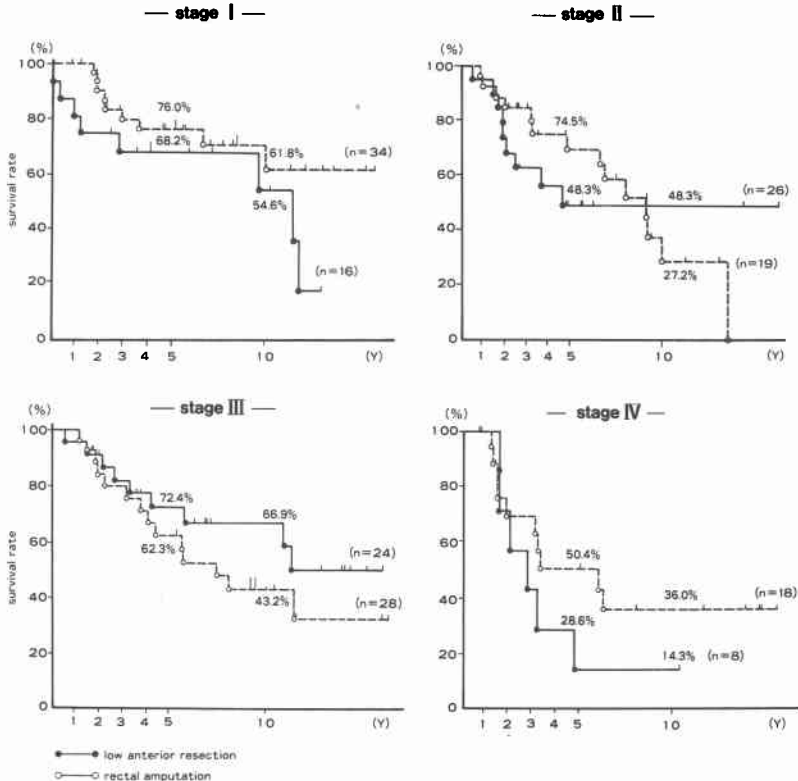 — stage I —
(%)
100
80
60
40
20
0
survival rate
76.0%
68.2%
61.8%
(n=34)
54.6%
(n=16)
1 2 3 4 5 10 (Y)
— stage II —
(%)
100
80
60
40
20
0
74.5%
48.3%
48.3%
(n=26)
(n=19)
27.2%
1 2 3 4 5 10 (Y)
— stage III —
(%)
100
80
60
40
20
0
survival rate
72.4%
66.9%
(n=24)
62.3%
43.2%
(n=28)
1 2 3 4 5 10 (Y)
— stage IV —
(%)
100
80
60
40
20
0
50.4%
36.0%
(n=18)
28.6%
14.3%
(n=8)
1 2 3 4 5 10 (Y)
low anterior resection
rectal amputation